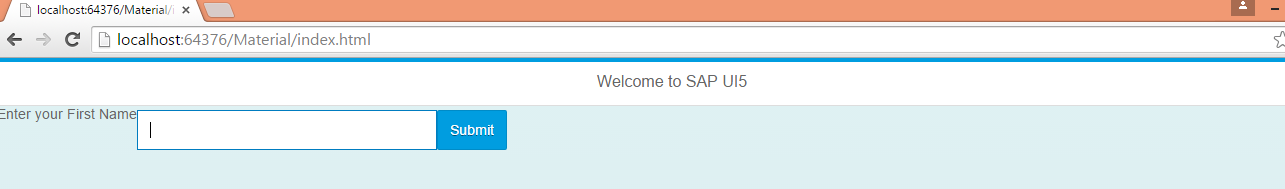 localhost:64376/Material/i
localhost:64376/Material/index.html
Welcome to SAP UI5
Enter your First Name
Submit